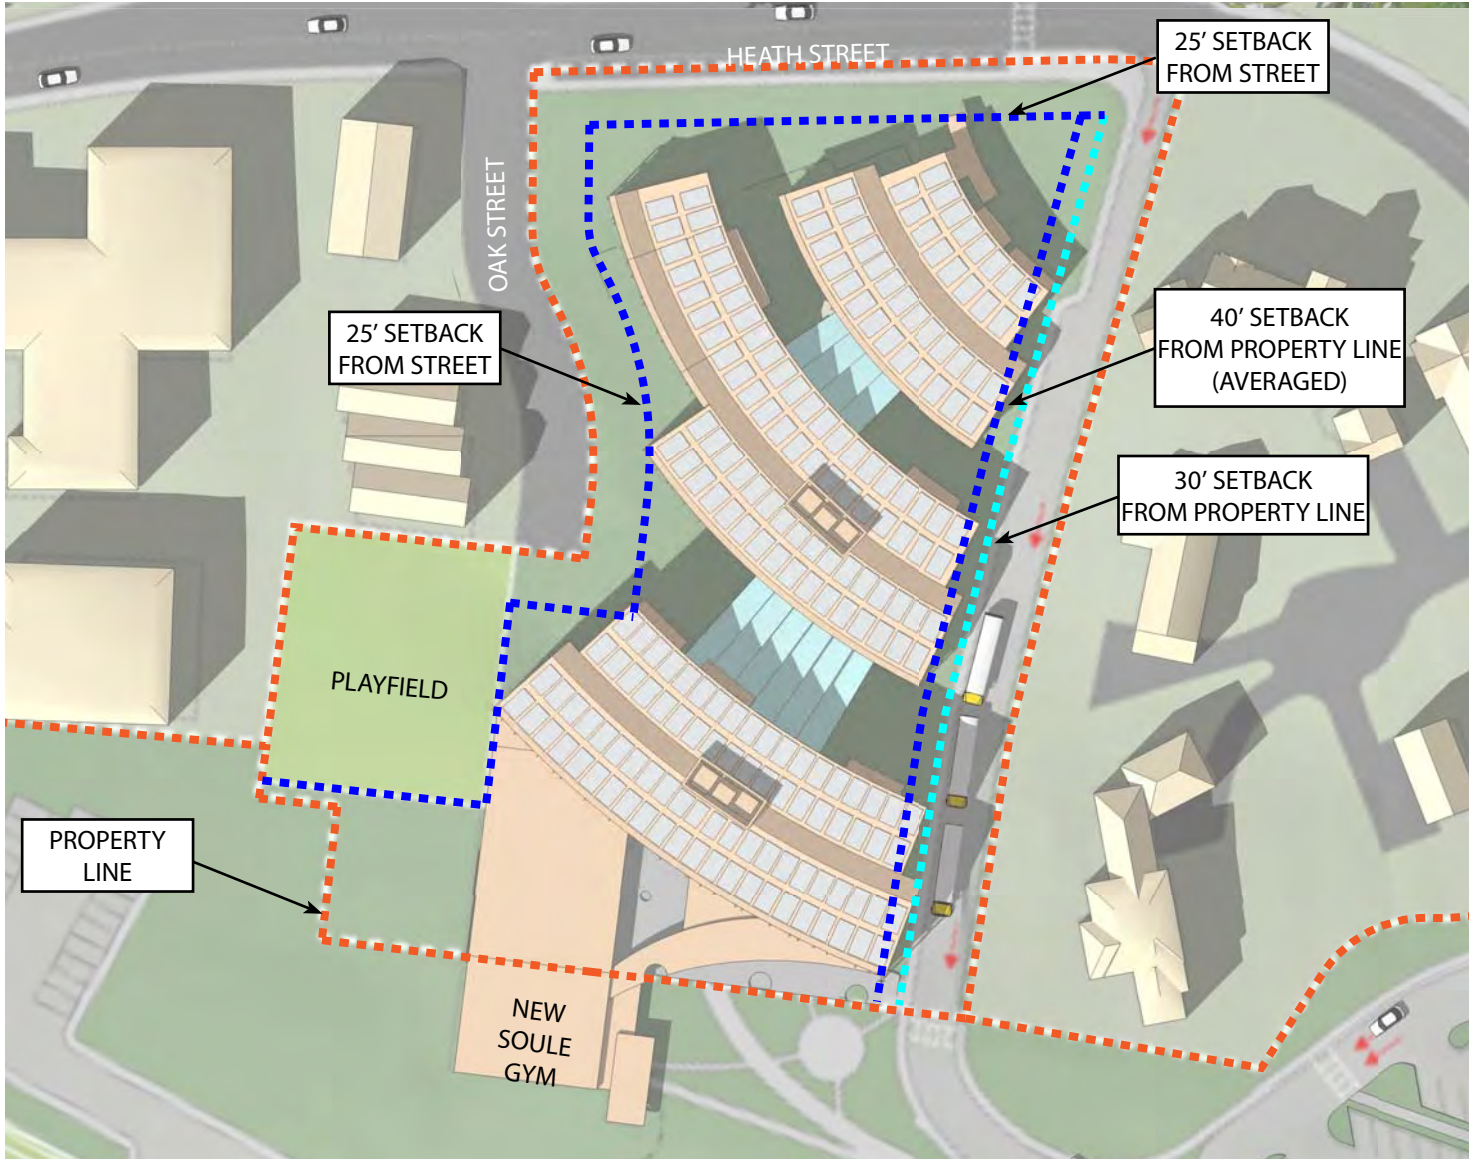 HEATH STREET
25’ SETBACK
FROM STREET
OAK STREET
25’ SETBACK
FROM STREET
40’ SETBACK
FROM PROPERTY LINE
(AVERAGED)
30’ SETBACK
FROM PROPERTY LINE
PLAYFIELD
PROPERTY
LINE
NEW
SOULE
GYM